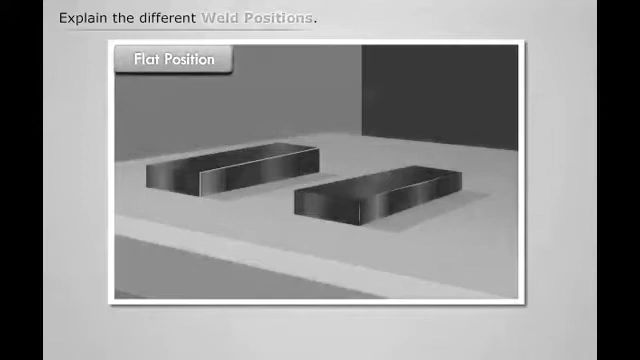 Explain the different Weld Positions.
Flat Position